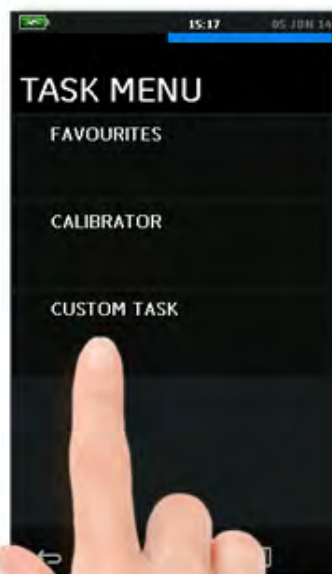 15:17 05 JUN 14
TASK MENU
FAVOURITES
CALIBRATOR
CUSTOM TASK